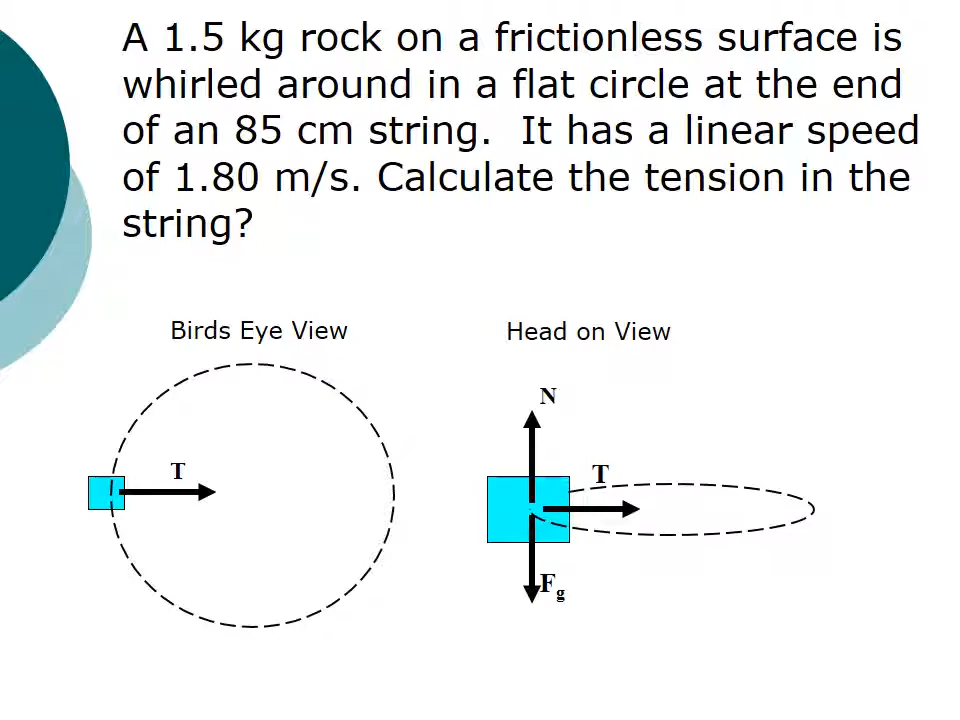 A 1.5 kg rock on a frictionless surface is
whirled around in a flat circle at the end
of an 85 cm string.  It has a linear speed
of 1.80 m/s. Calculate the tension in the
string?
Birds Eye View
Head on View
N
T
T
Fg